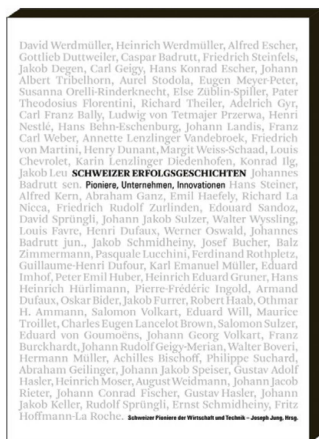 David Werdmüller, Heinrich Werdmüller, Alfred Escher,
Gottlieb Duttweiler, Caspar Badrutt, Friedrich Steinfels,
Jakob Degen, Carl Geigy, Hans Konrad Escher, Johann
Albert Tribelhorn, Aurel Stodola, Eugen Meyer-Peter,
Susanna Orelli-Rinderknecht, Else Züblin-Spiller, Pater
Theodosius Florentini, Richard Theiler, Adelrich Gyr,
Carl Franz Bally, Ludwig von Tetmajer Przerwa, Henri
Nestlé, Hans Behn-Eschenburg, Johann Landis, Franz
Carl Weber, Annette Lenzlinger Vandebroek, Friedrich
von Martini, Henry Dunant, Margit Weiss-Schaad, Louis
Chevrolet, Karin Lenzlinger Diedenhofen, Konrad Ilg,
Jakob Leu SCHWEIZER ERFOLGSGESCHICHTEN Johannes
Badrutt sen. Pioniere, Unternehmen, Innovationen Hans Steiner,
Alfred Kern, Abraham Ganz, Emil Haefely, Richard La
Nicca, Friedrich Rudolf Zurlinden, Edouard Sandoz,
David Sprüngli, Johann Jakob Sulzer, Walter Wyssling,
Louis Favre, Henri Dufaux, Werner Oswald, Johannes
Badrutt jun., Jakob Schmidheiny, Josef Bucher, Balz
Zimmermann, Pasquale Lucchini, Ferdinand Rothpletz,
Guillaume-Henri Dufour, Karl Emanuel Müller, Eduard
Imhof, Peter Emil Huber, Heinrich Eduard Gruner, Hans
Heinrich Hürlimann, Pierre-Frédéric Ingold, Armand
Dufaux, Oskar Bider, Jakob Furrer, Robert Haab, Othmar
H. Ammann, Salomon Volkart, Eduard Will, Maurice
Troillet, Charles Eugen Lancelot Brown, Salomon Sulzer,
Eduard von Goumoëns, Johann Georg Volkart, Franz
Burckhardt, Johann Rudolf Geigy-Merian, Walter Boveri,
Hermann Müller, Achilles Bischoff, Philippe Suchard,
Abraham Geilinger, Johann Jakob Speiser, Gustav Adolf
Hasler, Heinrich Moser, August Weidmann, Johann Jacob
Rieter, Johann Conrad Fischer, Gustav Hasler, Johann
Jakob Keller, Rudolf Sprüngli, Ernst Schmidheiny, Fritz
Hoffmann-La Roche. Schweizer Pioniere der Wirtschaft und Technik – Joseph Jung, Hrsg.